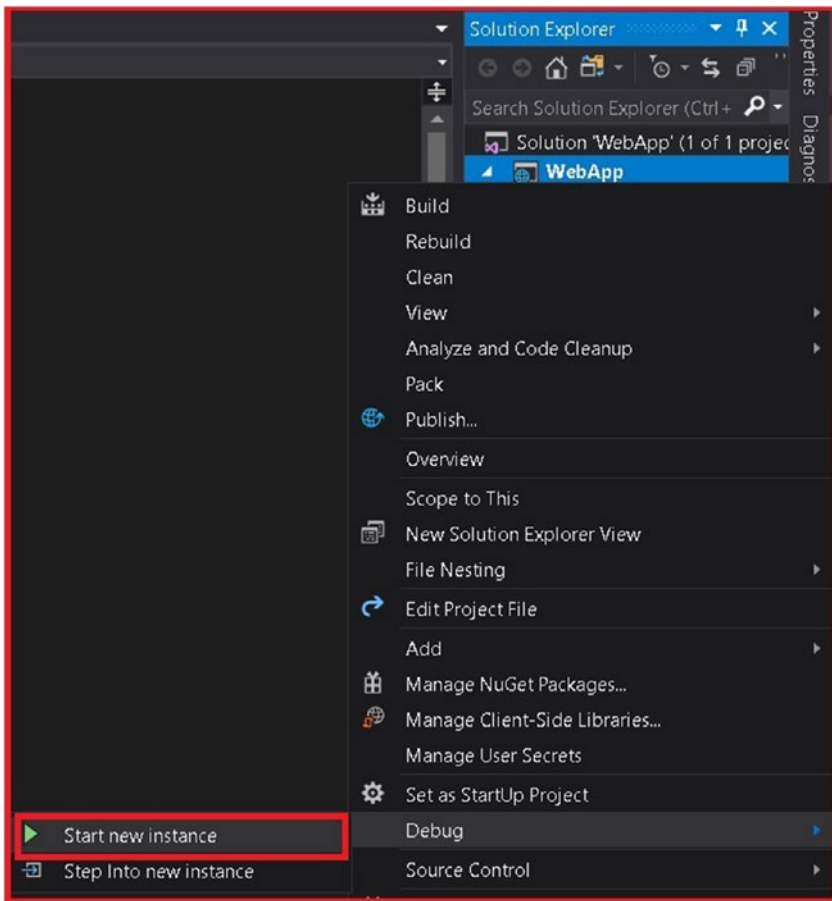 Solution Explorer
Properties
Search Solution Explorer (Ctrl+
Diagnos
Solution 'WebApp' (1 of 1 projec
WebApp
Build
Rebuild
Clean
View
Analyze and Code Cleanup
Pack
Publish...
Overview
Scope to This
New Solution Explorer View
File Nesting
Edit Project File
Add
Manage NuGet Packages...
Manage Client-Side Libraries...
Manage User Secrets
Set as StartUp Project
Debug
Start new instance
Step Into new instance
Source Control